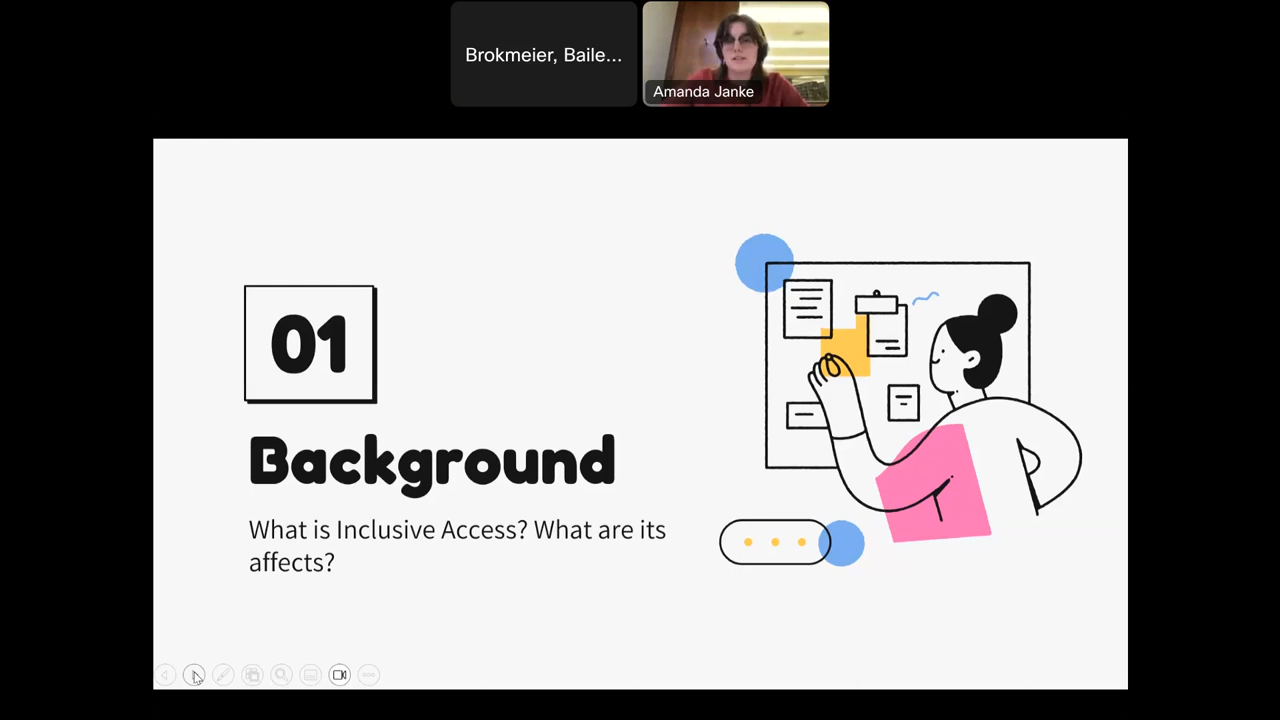 Brokmeier, Baile...
Amanda Janke
01
Background
What is Inclusive Access? What are its
affects?